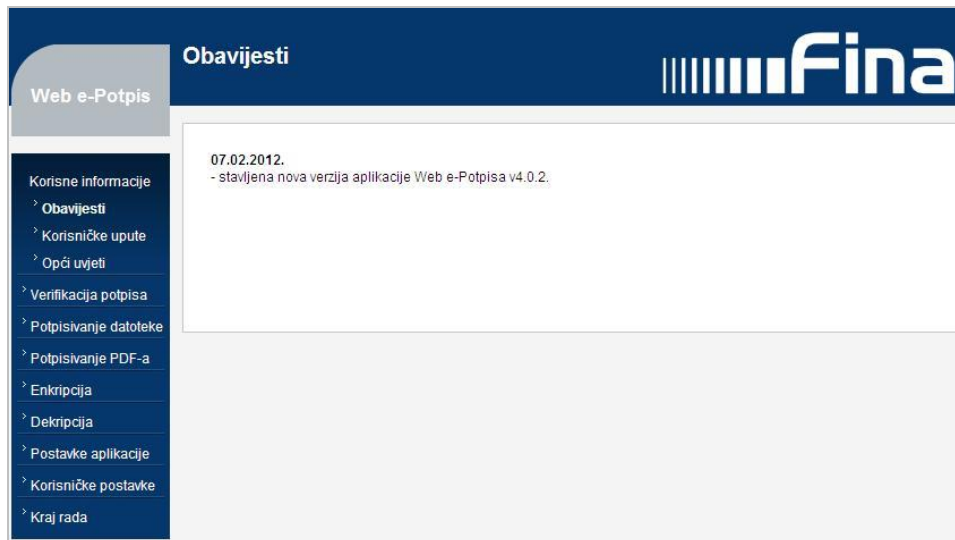 Obavijesti
Fina
Web e-Potpis
07.02.2012.
- stavljena nova verzija aplikacije Web e-Potpisa v4.0.2.
Korisne informacije
Obavijesti
Korisničke upute
Opći uvjeti
Verifikacija potpisa
Potpisivanje datoteke
Potpisivanje PDF-a
Enkripcija
Dekripcija
Postavke aplikacije
Korisničke postavke
Kraj rada